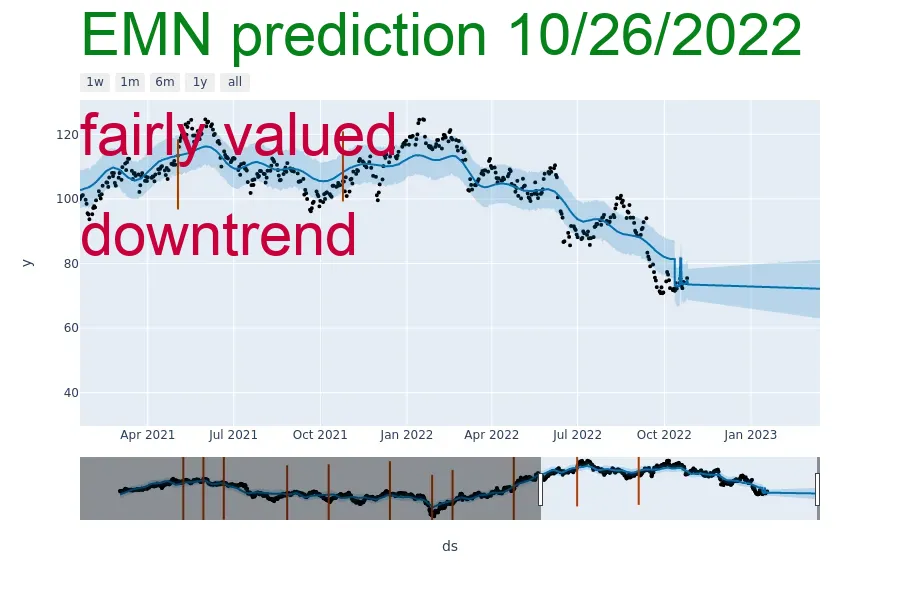 EMN prediction 10/26/2022
1w 1m 6m 1y all
fairly valued
downtrend
y
120
100
80
60
40
Apr 2021 Jul 2021 Oct 2021 Jan 2022 Apr 2022 Jul 2022 Oct 2022 Jan 2023
ds